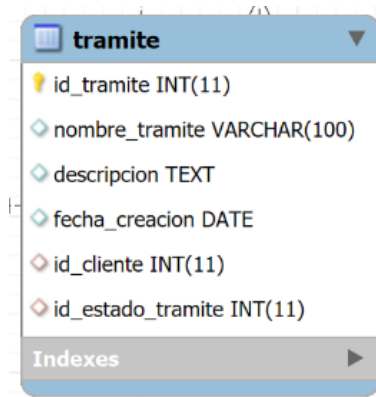 tramite
id_tramite INT(11)
nombre_tramite VARCHAR(100)
descripcion TEXT
fecha_creacion DATE
id_cliente INT(11)
id_estado_tramite INT(11)
Indexes